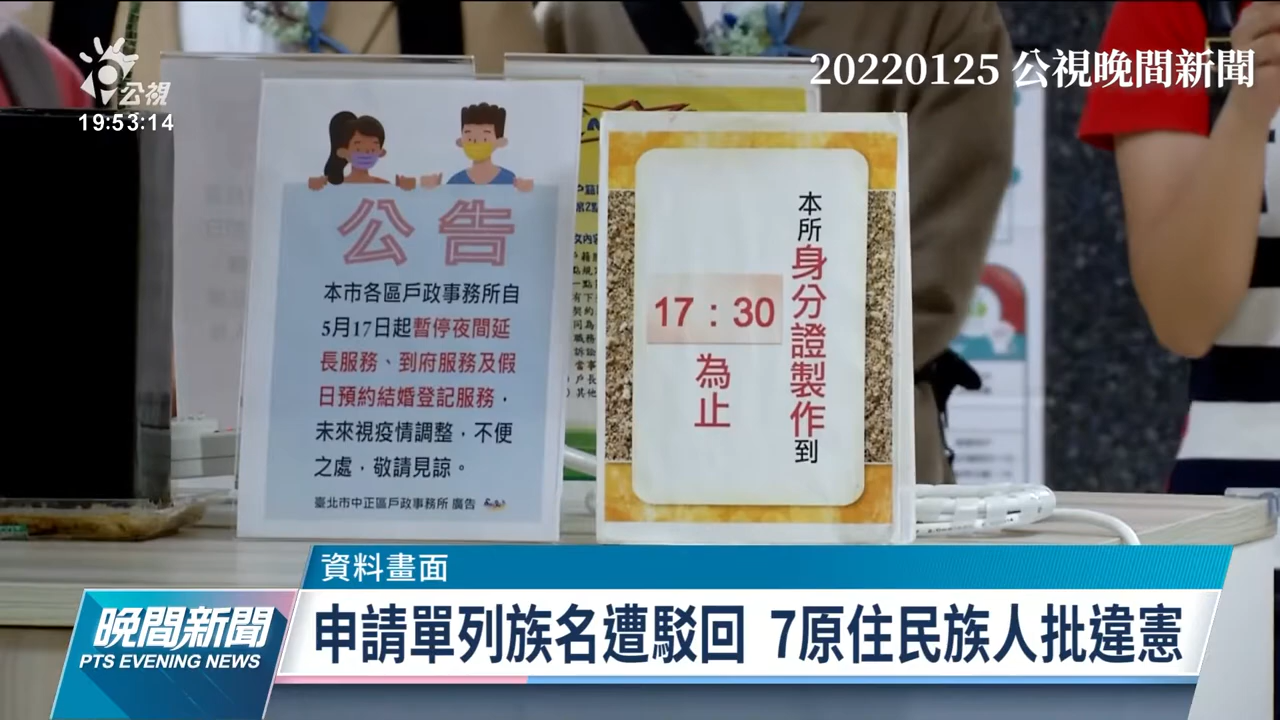 20220125 公視晚間新聞
公視
19:53:14
公告
本市各區戶政事務所自
5月17日起暫停夜間延
長服務、到府服務及假
日預約結婚登記服務，
未來視疫情調整，不便
之處，敬請見諒。
臺北市中正區戶政事務所 廣告
本所身分證製作到
17：30
為止
資料畫面
晚間新聞
PTS EVENING NEWS
申請單列族名遭駁回 7原住民族人批違憲